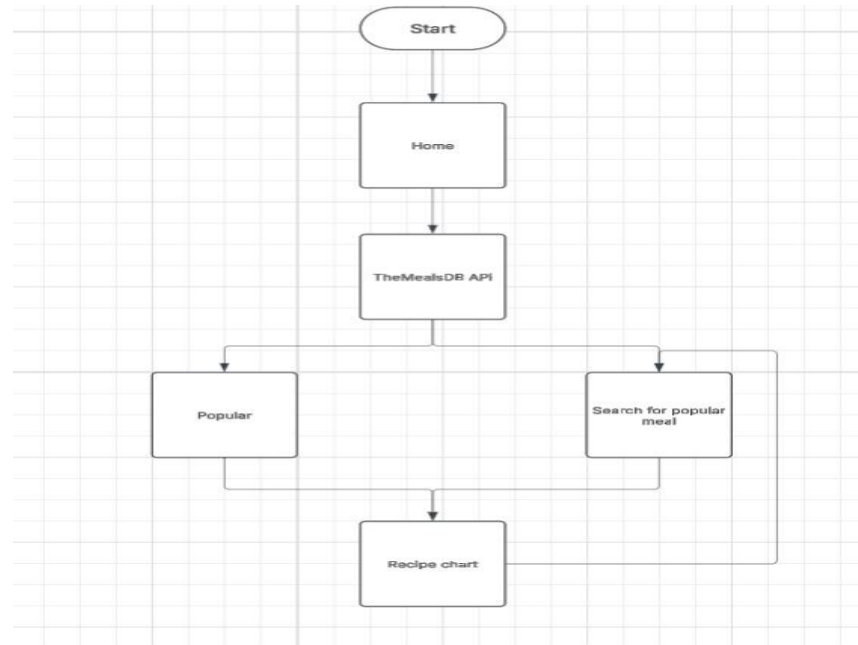 Start
Home
TheMealsDB API
Popular
Search for popular
meal
Recipe chart